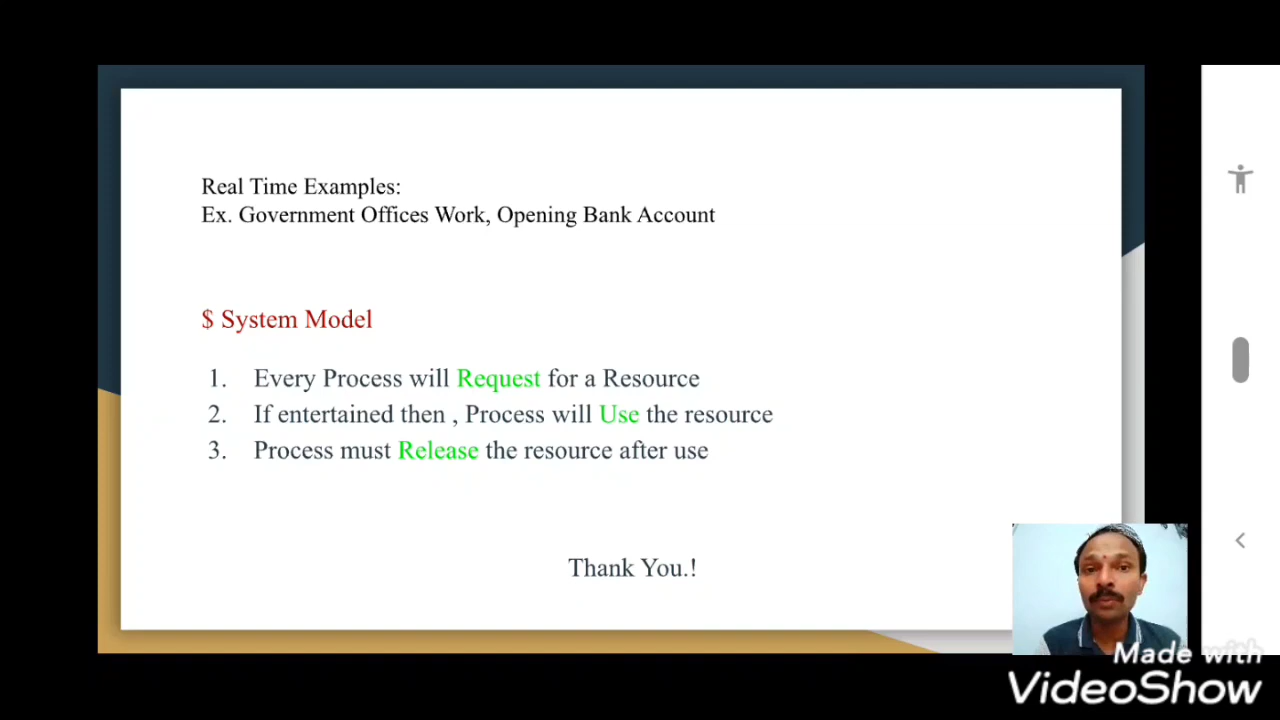 Real Time Examples:
Ex. Government Offices Work, Opening Bank Account
$ System Model
1. Every Process will Request for a Resource
2. If entertained then , Process will Use the resource
3. Process must Release the resource after use
Thank You.!
Made with
VideoShow